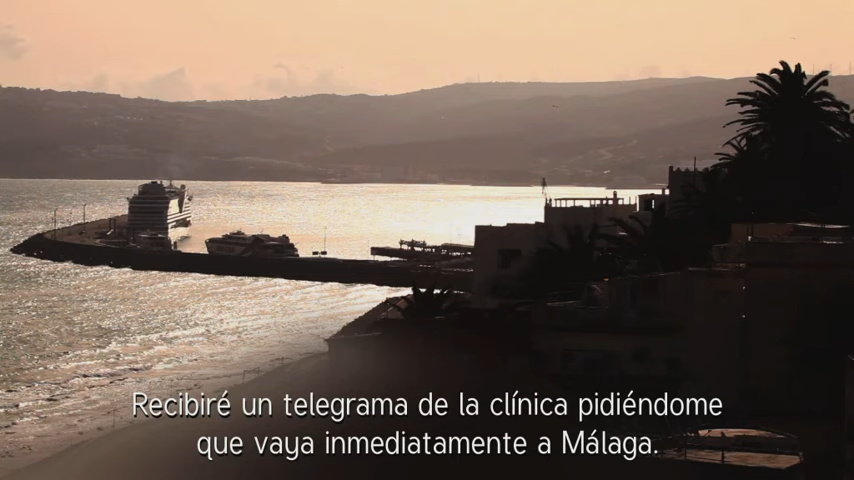 Recibiré un telegrama de la clínica pidiéndome
que vaya inmediatamente a Málaga.